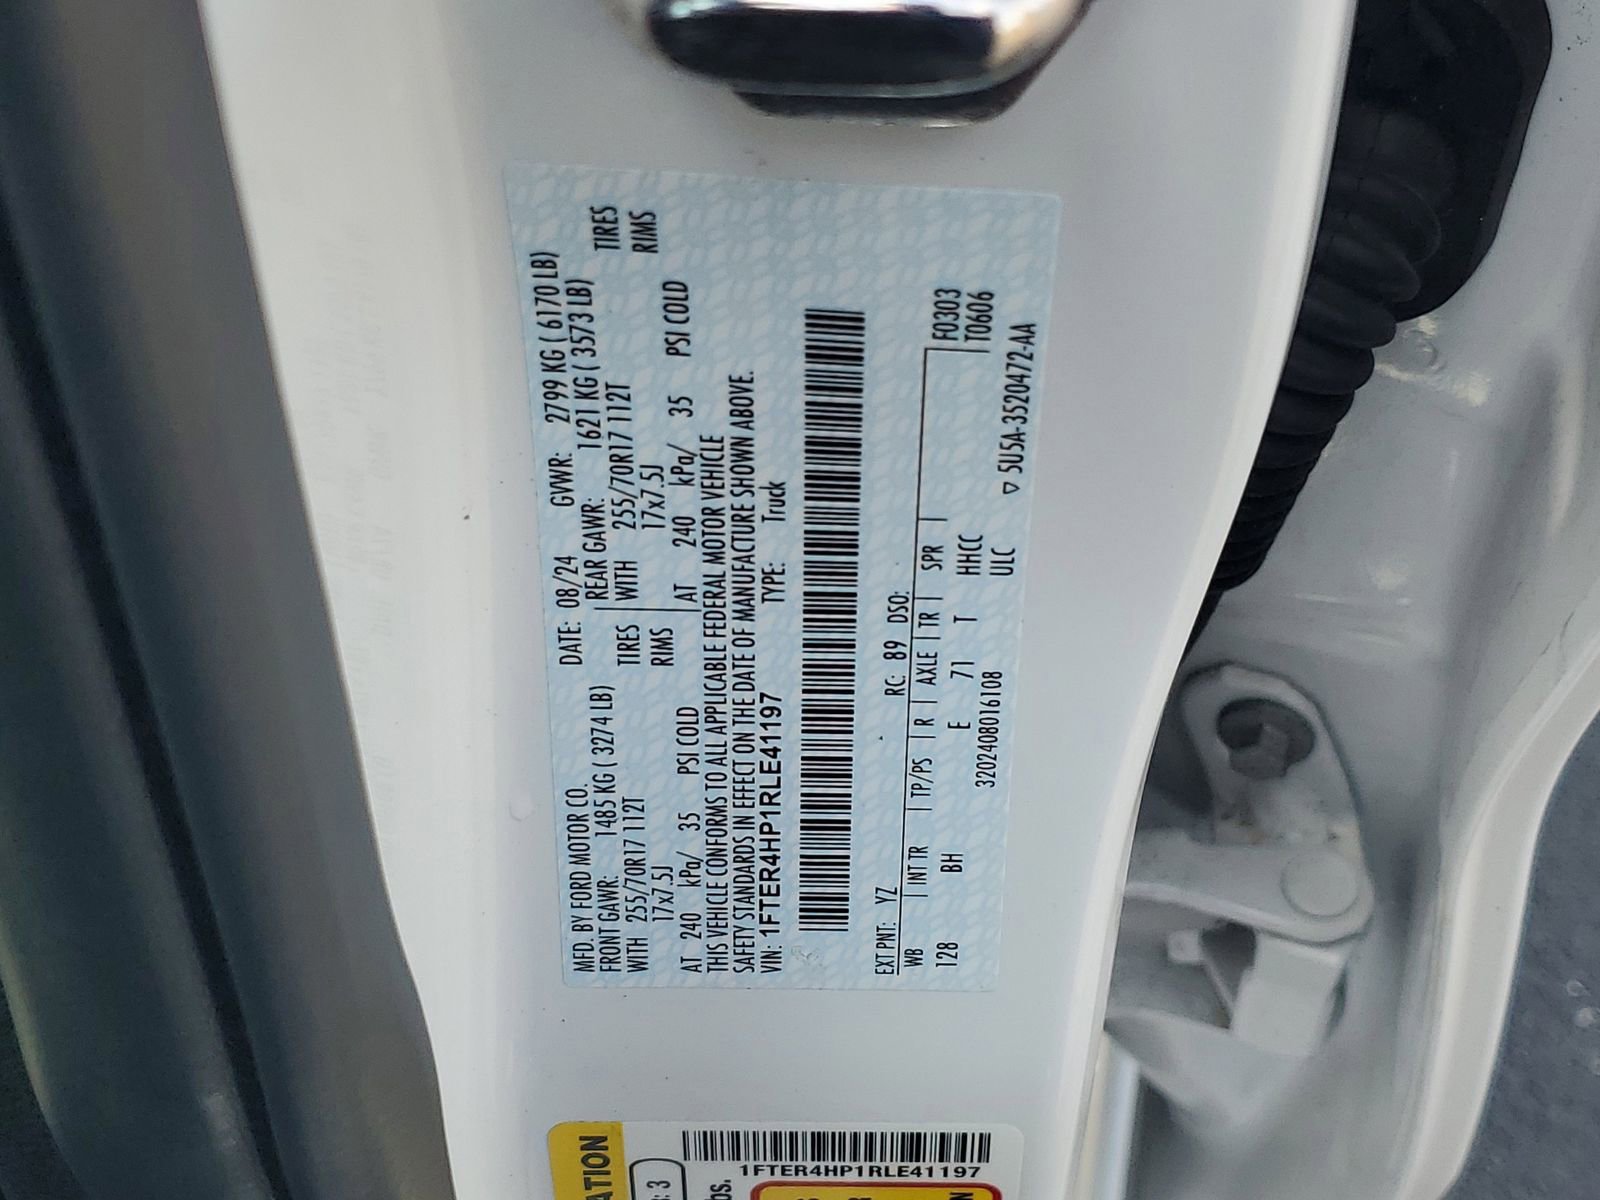 MFD. BY FORD MOTOR CO. DATE: 08/24 GVWR: 2799 KG ( 6170 LB)
FRONT GAWR: 1485 KG ( 3274 LB) REAR GAWR: 1621 KG ( 3573 LB)
WITH 255/70R17 112T TIRES WITH 255/70R17 112T TIRES
17x7.5J RIMS 17x7.5J RIMS
AT 240 kPa/ 35 PSI COLD AT 240 kPa/ 35 PSI COLD
THIS VEHICLE CONFORMS TO ALL APPLICABLE FEDERAL MOTOR VEHICLE
SAFETY STANDARDS IN EFFECT ON THE DATE OF MANUFACTURE SHOWN ABOVE.
VIN: 1FTER4HP1RLE41197 TYPE: Truck
EXT PNT: YZ RC: 89 DSO:
WB INT TR TP/PS R AXLE TR SPR F0303
128 BH E 71 T HHCC T0606
3202408016108 ULC ▽ 5U5A-3520472-AA
ATION
: 3
bs.
1FTER4HP1RLE41197